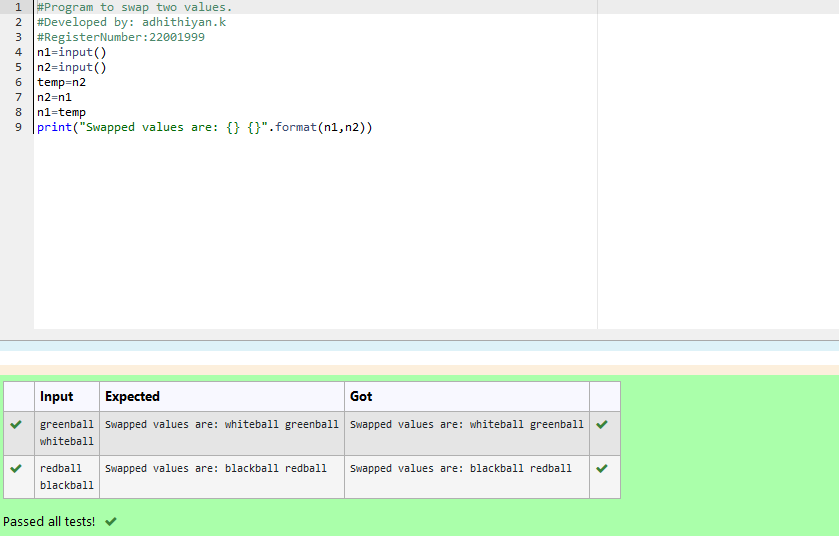 1 #Program to swap two values.
2 #Developed by: adhithiyan.k
3 #RegisterNumber:22001999
4 n1=input()
5 n2=input()
6 temp=n2
7 n2=n1
8 n1=temp
9 print("Swapped values are: {} {}".format(n1,n2))
Input Expected Got
greenball Swapped values are: whiteball greenball Swapped values are: whiteball greenball
whiteball
redball Swapped values are: blackball redball Swapped values are: blackball redball
blackball
Passed all tests!